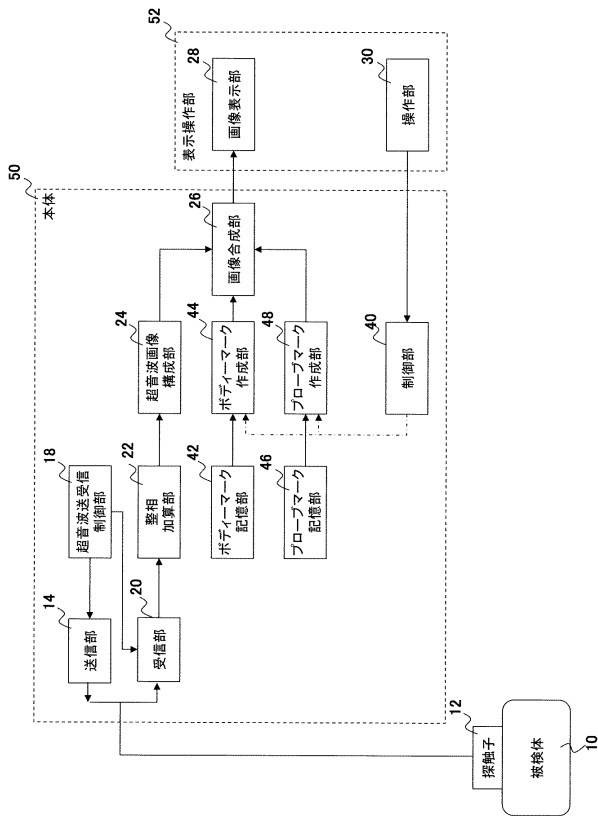 50
本体
18
超音波送受信
制御部
14
送信部
20
受信部
22
整相
加算部
24
超音波画像
構成部
42
ボディーマーク
記憶部
44
ボディーマーク
作成部
46
プローブマーク
記憶部
48
プローブマーク
作成部
26
画像合成部
40
制御部
52
表示操作部
28
画像表示部
30
操作部
12
探触子
被検体
10